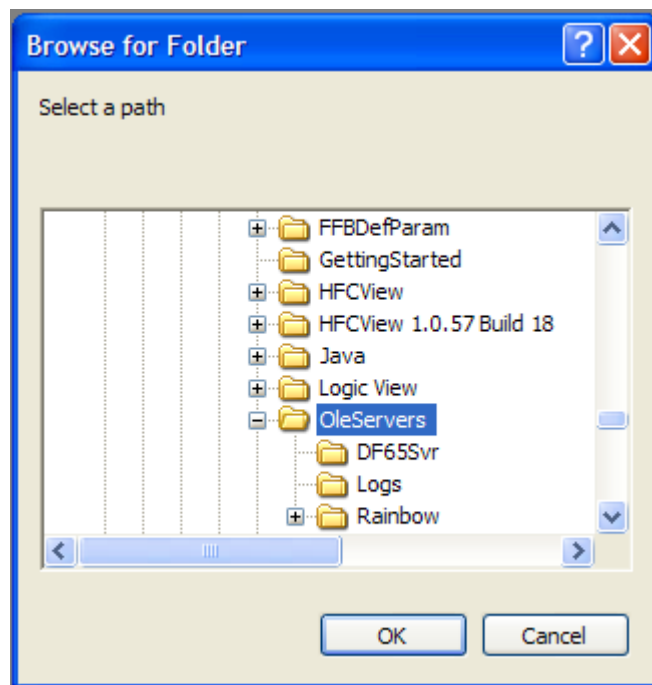 Browse for Folder
Select a path
FFBDefParam
GettingStarted
HFCView
HFCView 1.0.57 Build 18
Java
Logic View
OleServers
DF65Svr
Logs
Rainbow
OK Cancel